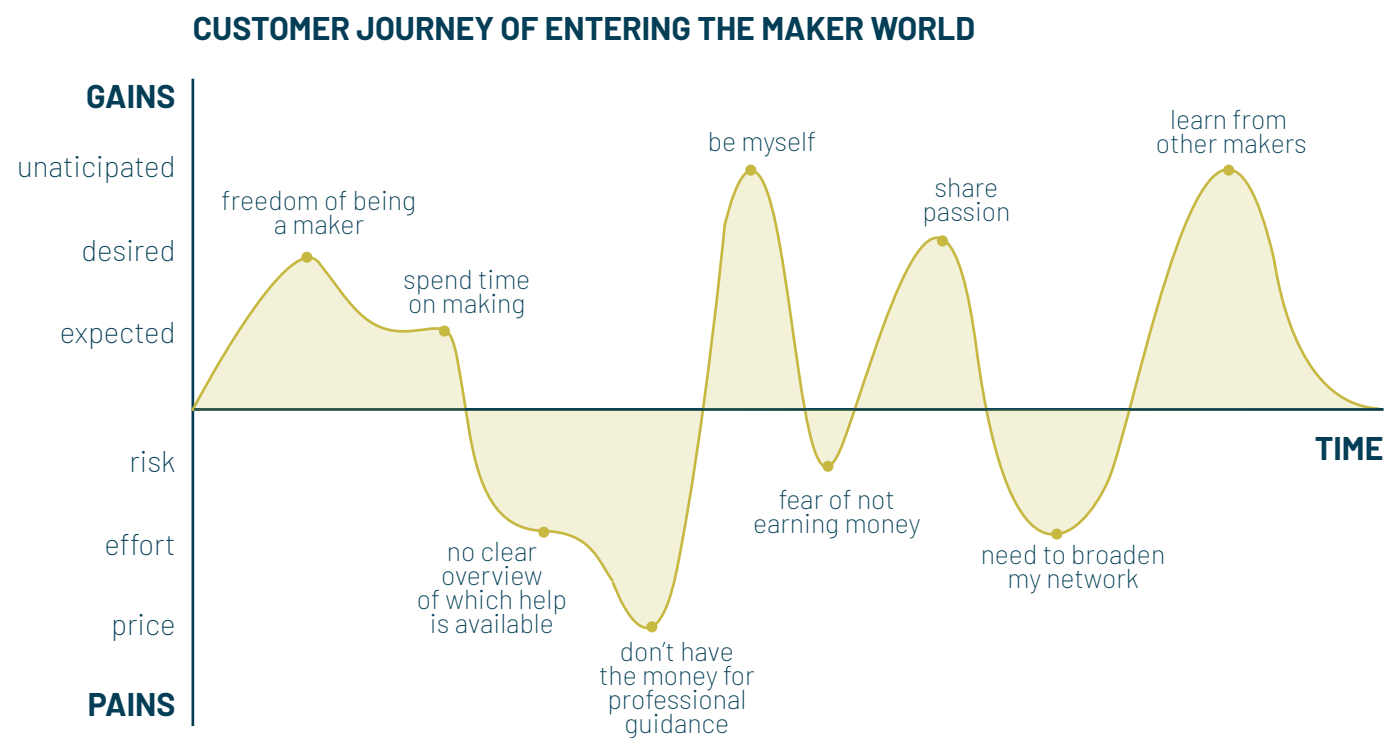 CUSTOMER JOURNEY OF ENTERING THE MAKER WORLD
GAINS
unaticipated
desired
expected
risk
effort
price
PAINS
freedom of being
a maker
spend time
on making
no clear
overview
of which help
is available
don't have
the money for
professional
guidance
be myself
fear of not
earning money
share
passion
need to broaden
my network
learn from
other makers
TIME